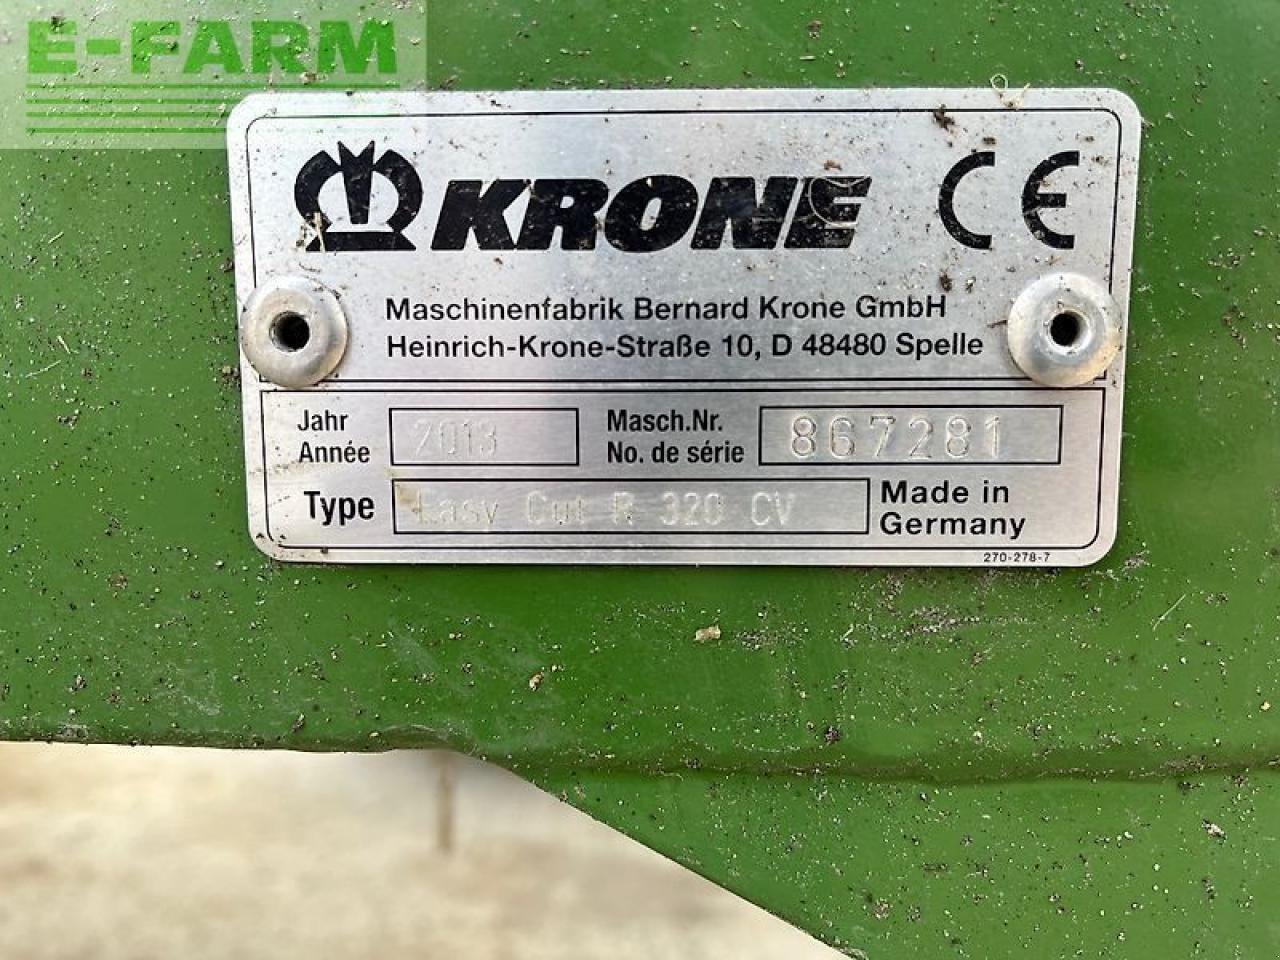 E-FARM
KRONE CE
Maschinenfabrik Bernard Krone GmbH
Heinrich-Krone-Straße 10, D 48480 Spelle
Jahr
Année
2013
Masch.Nr.
No. de série
867281
Type
Easy Cut R 320 CV
Made in
Germany
270-278-7